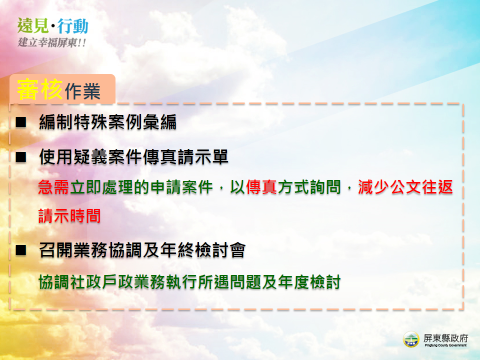 遠見·行動
建立幸福屏東!!
審核作業
■ 編制特殊案例彙編
■ 使用疑義案件傳真請示單
急需立即處理的申請案件，以傳真方式詢問，減少公文往返
請示時間
■ 召開業務協調及年終檢討會
協調社政戶政業務執行所遇問題及年度檢討
屏東縣政府
Pingtung County Government